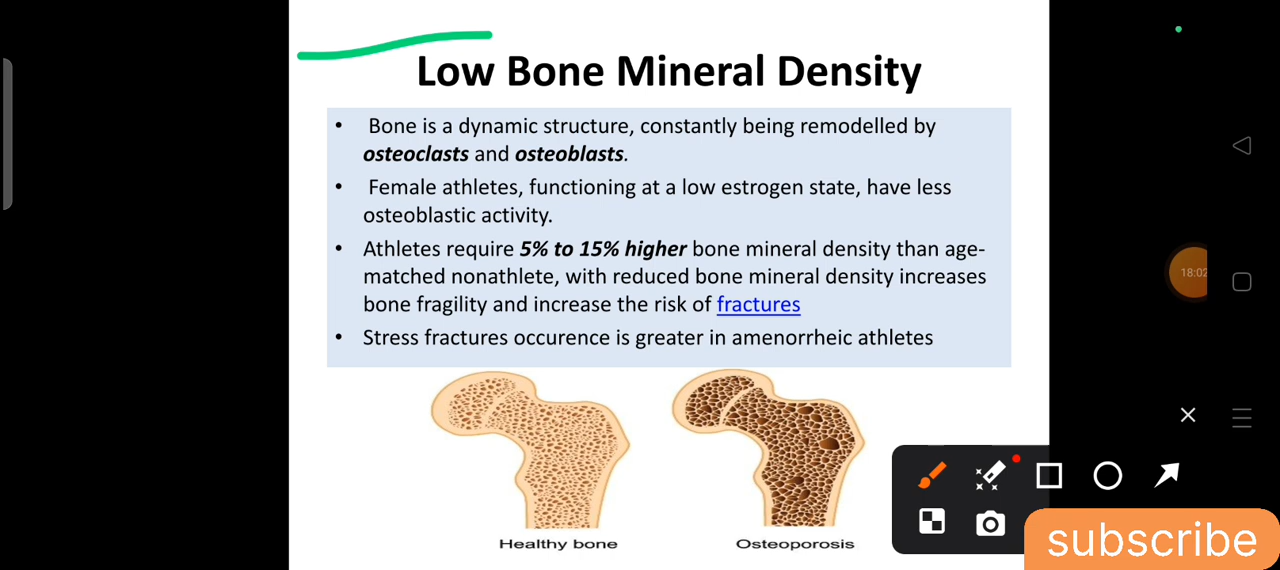 Low Bone Mineral Density
• Bone is a dynamic structure, constantly being remodelled by
osteoclasts and osteoblasts.
• Female athletes, functioning at a low estrogen state, have less
osteoblastic activity.
• Athletes require 5% to 15% higher bone mineral density than age-
matched nonathlete, with reduced bone mineral density increases
bone fragility and increase the risk of fractures
• Stress fractures occurence is greater in amenorrheic athletes
Healthy bone
Osteoporosis
18:02
subscribe